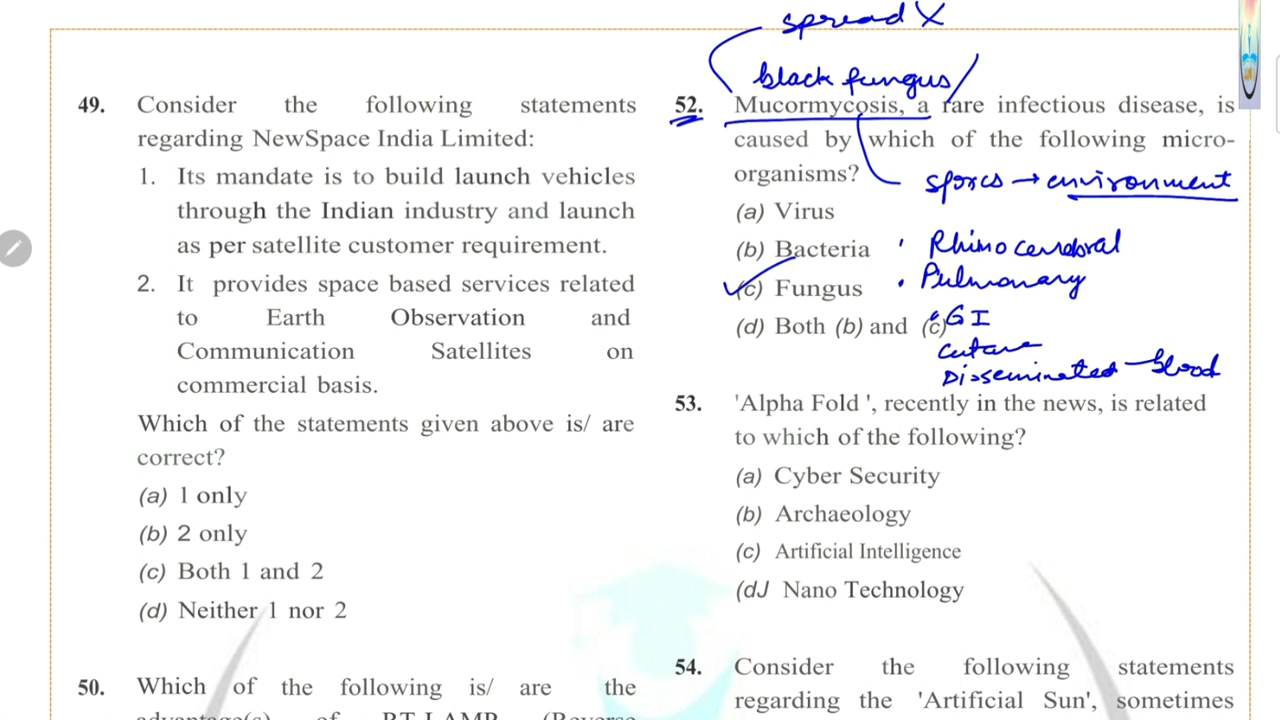 49. Consider the following statements
regarding NewSpace India Limited:
1. Its mandate is to build launch vehicles
through the Indian industry and launch
as per satellite customer requirement.
2. It provides space based services related
to Earth Observation and
Communication Satellites on
commercial basis.
Which of the statements given above is/ are
correct?
(a) 1 only
(b) 2 only
(c) Both 1 and 2
(d) Neither 1 nor 2
50. Which of the following is/ are the
advantage(s) of RT-LAMP (Reverse
spread X
black fungus
52. Mucormycosis, a rare infectious disease, is
caused by which of the following micro-
organisms?
spores → environment
(a) Virus
(b) Bacteria
Rhinocerebral
(c) Fungus
Pulmonary
(d) Both (b) and (c)
GI
Cutane
Disseminated – blood
53. 'Alpha Fold ', recently in the news, is related
to which of the following?
(a) Cyber Security
(b) Archaeology
(c) Artificial Intelligence
(dJ Nano Technology
54. Consider the following statements
regarding the 'Artificial Sun', sometimes